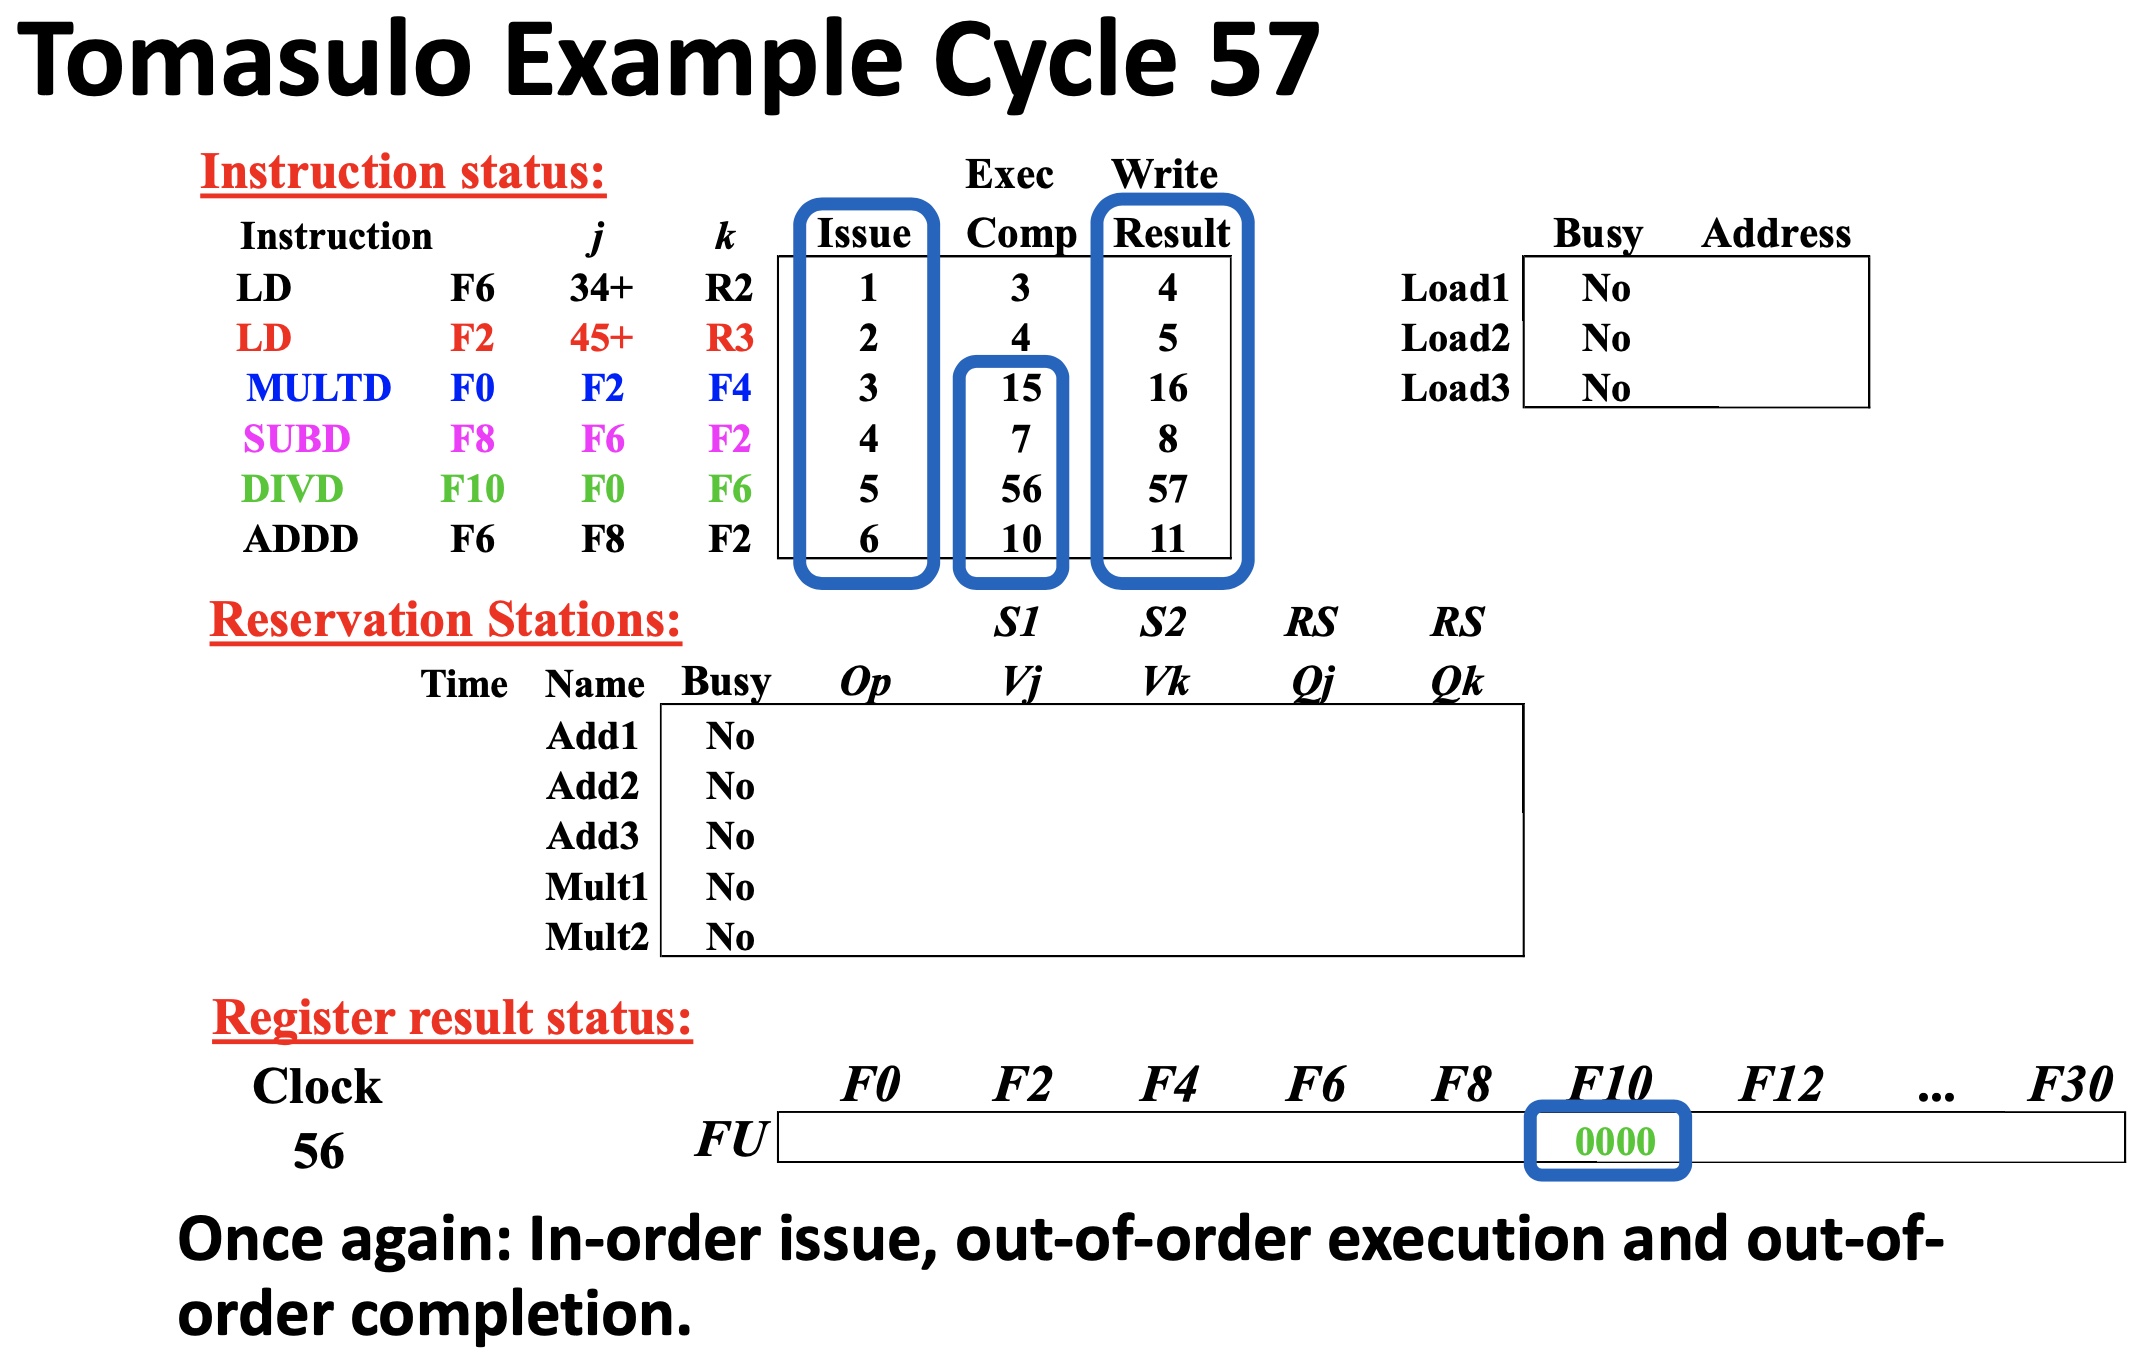 Tomasulo Example Cycle 57
Instruction status:
Exec Write
Instruction j k Issue Comp Result Busy Address
LD F6 34+ R2 1 3 4 Load1 No
LD F2 45+ R3 2 4 5 Load2 No
MULTD F0 F2 F4 3 15 16 Load3 No
SUBD F8 F6 F2 4 7 8
DIVD F10 F0 F6 5 56 57
ADDD F6 F8 F2 6 10 11
Reservation Stations: S1 S2 RS RS
Time Name Busy Op Vj Vk Qj Qk
Add1 No
Add2 No
Add3 No
Mult1 No
Mult2 No
Register result status:
Clock F0 F2 F4 F6 F8 F10 F12 ... F30
56 FU 0000
Once again: In-order issue, out-of-order execution and out-of-
order completion.